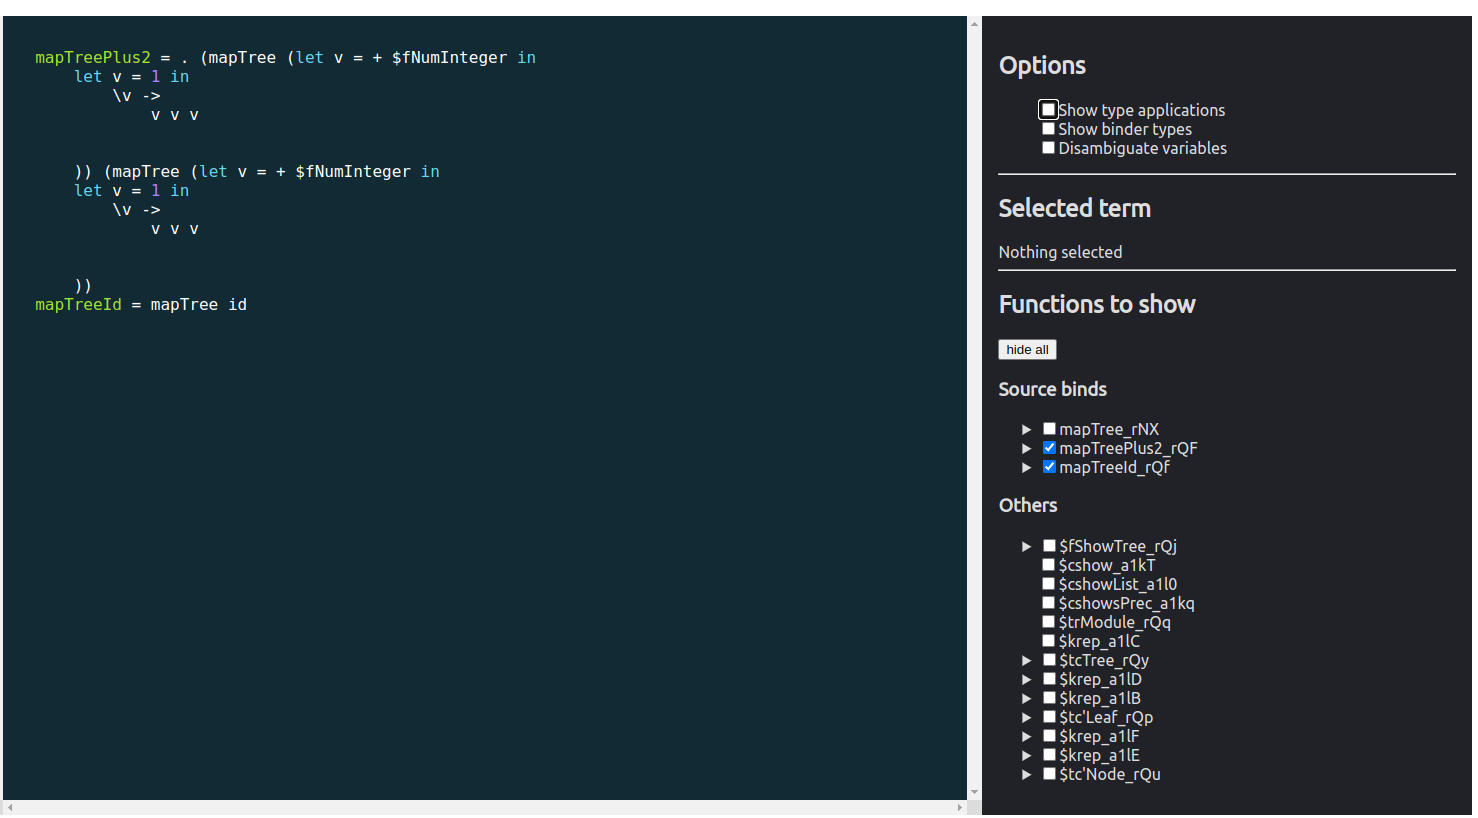 mapTreePlus2 = . (mapTree (let v = + $fNumInteger in
    let v = 1 in
        \v ->
            v v v
    )) (mapTree (let v = + $fNumInteger in
    let v = 1 in
        \v ->
            v v v
    ))
mapTreeId = mapTree id
Options
Show type applications
Show binder types
Disambiguate variables
Selected term
Nothing selected
Functions to show
hide all
Source binds
mapTree_rNX
mapTreePlus2_rQF
mapTreeId_rQf
Others
$fShowTree_rQj
$cshow_a1kT
$cshowList_a1l0
$cshowsPrec_a1kq
$trModule_rQq
$krep_a1lC
$tcTree_rQy
$krep_a1lD
$krep_a1lB
$tc'Leaf_rQp
$krep_a1lF
$krep_a1lE
$tc'Node_rQu